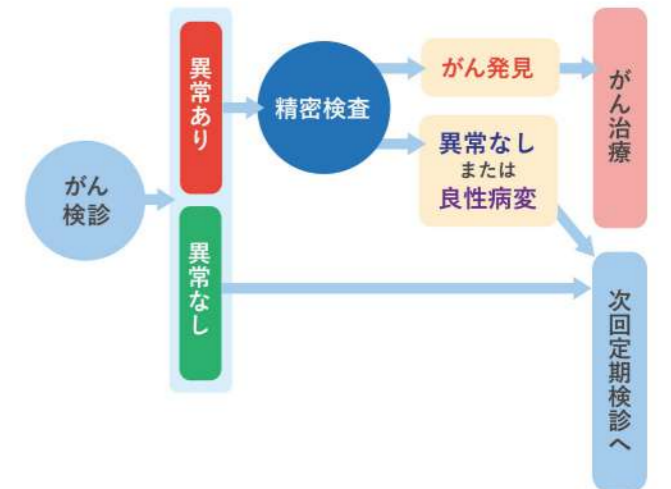 がん
検診
異常あり
異常なし
精密検査
がん発見
異常なし
または
良性病変
がん治療
次回定期検診へ